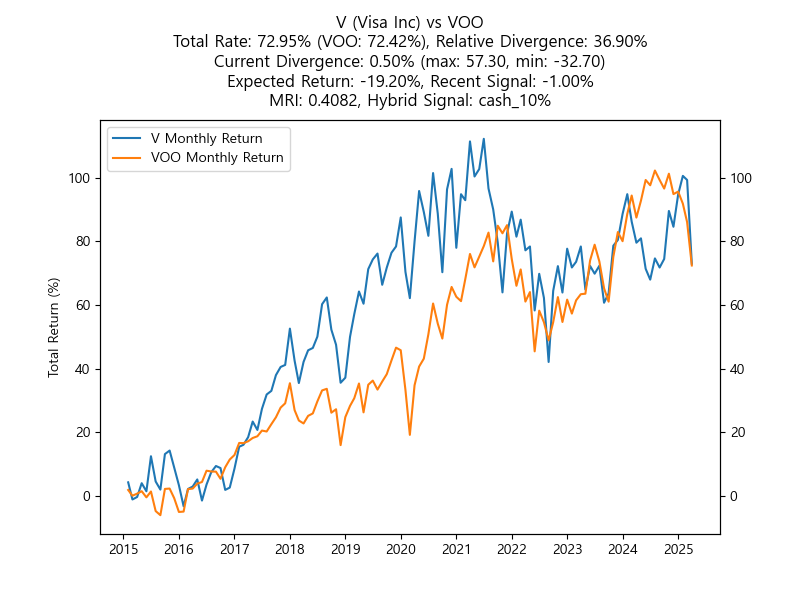 V (Visa Inc) vs VOO
Total Rate: 72.95% (VOO: 72.42%), Relative Divergence: 36.90%
Current Divergence: 0.50% (max: 57.30, min: -32.70)
Expected Return: -19.20%, Recent Signal: -1.00%
MRI: 0.4082, Hybrid Signal: cash_10%
V Monthly Return
VOO Monthly Return
Total Return (%)
100
80
60
40
20
0
100
80
60
40
20
0
2015 2016 2017 2018 2019 2020 2021 2022 2023 2024 2025